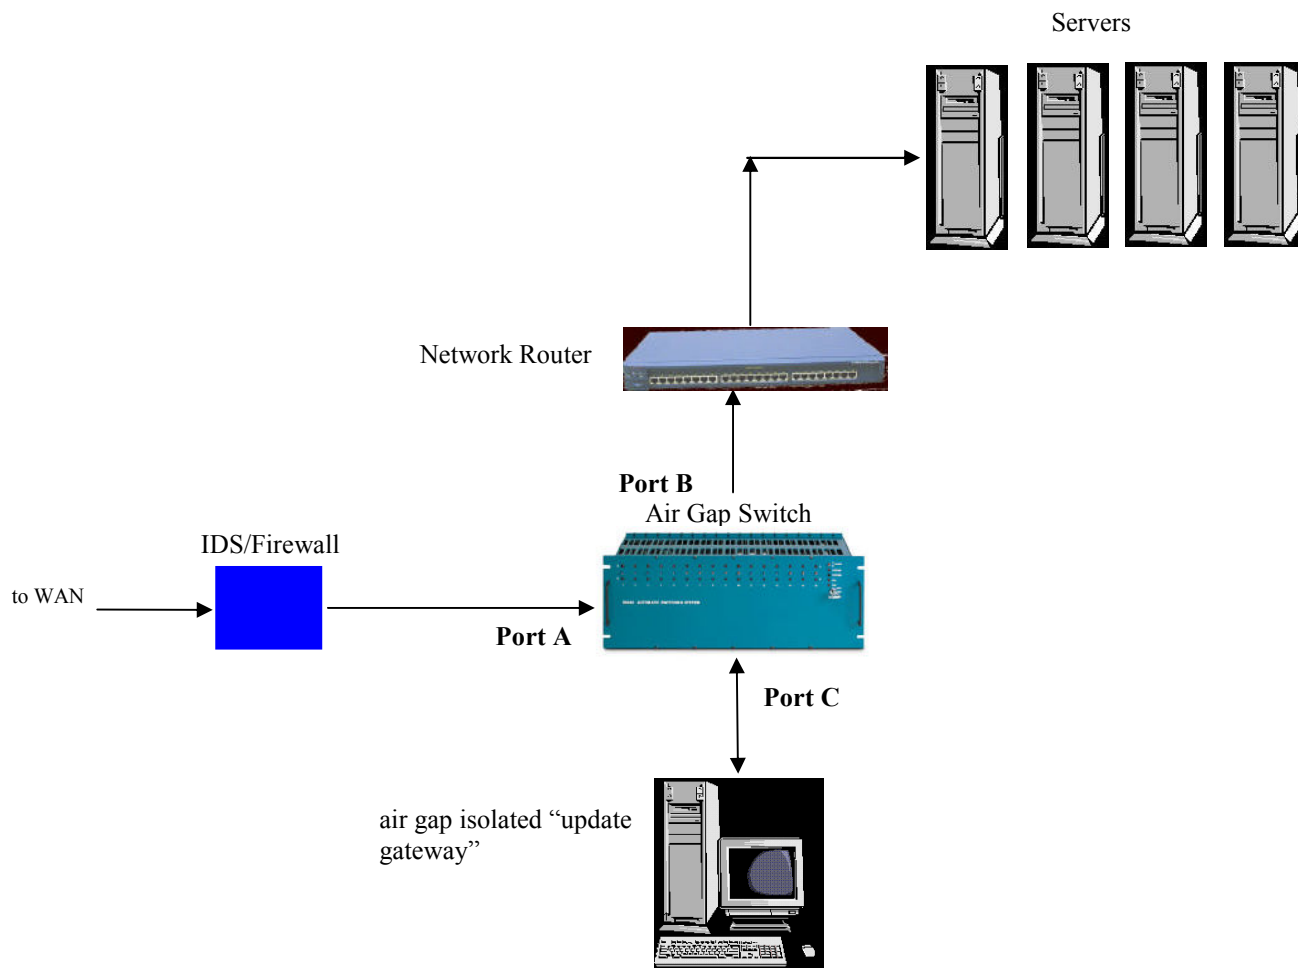 Servers
Network Router
Port B
Air Gap Switch
IDS/Firewall
to WAN
Port A
Port C
air gap isolated “update
gateway”